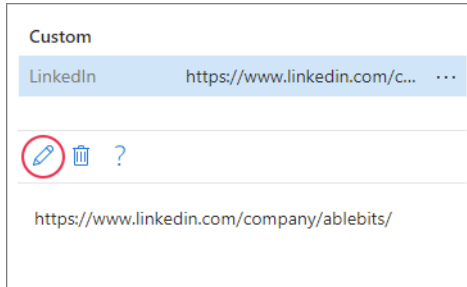 Custom
LinkedIn https://www.linkedin.com/c... ...
?
https://www.linkedin.com/company/ablebits/